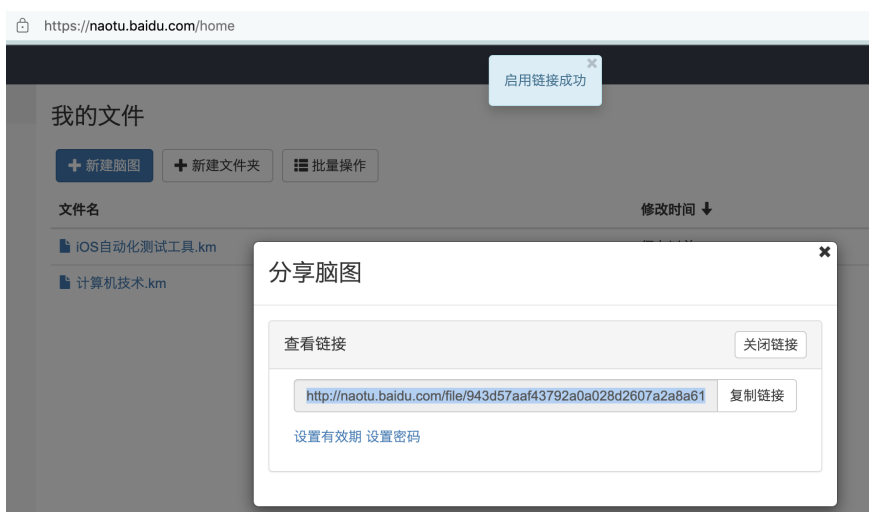 https://naotu.baidu.com/home
启用链接成功
我的文件
新建脑图 新建文件夹 批量操作
文件名 修改时间
iOS自动化测试工具.km
计算机技术.km
分享脑图
查看链接 关闭链接
http://naotu.baidu.com/file/943d57aaf43792a0a028d2607a2a8a61 复制链接
设置有效期 设置密码